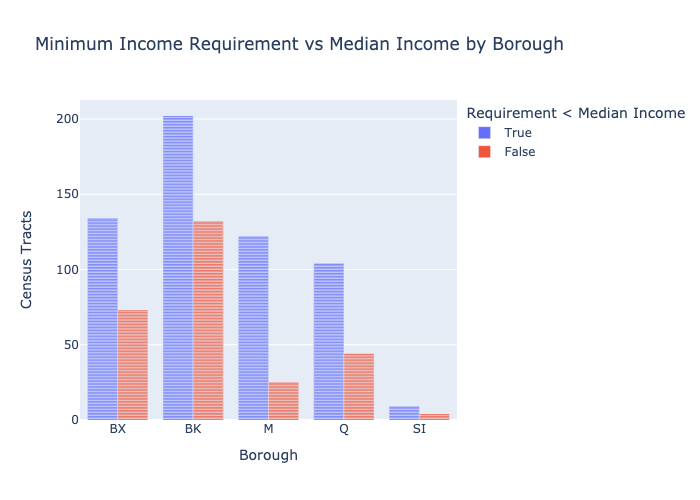 Minimum Income Requirement vs Median Income by Borough
Requirement < Median Income
True
False
200
150
100
50
0
Census Tracts
BX BK M Q SI
Borough